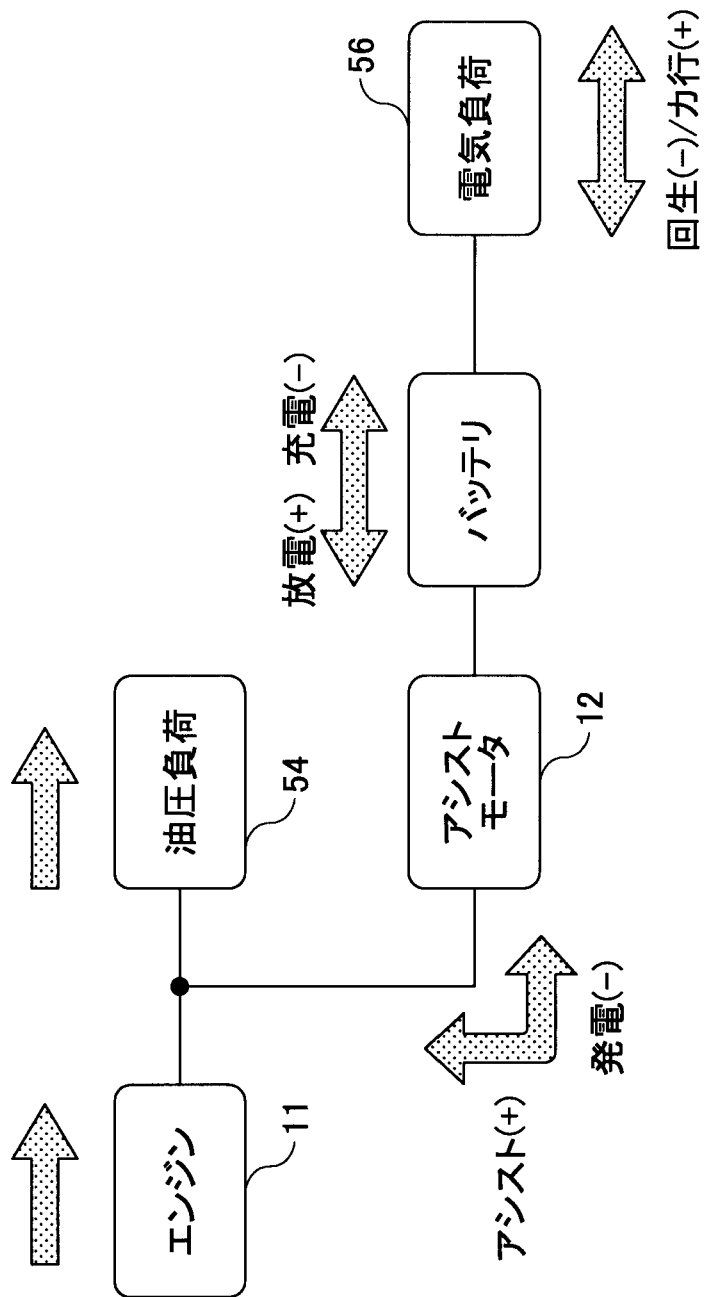 エンジン
11
油圧負荷
54
アシスト(+)
発電(-)
アシスト
モータ
12
放電(+) 充電(-)
バッテリ
電気負荷
56
回生(-)/力行(+)